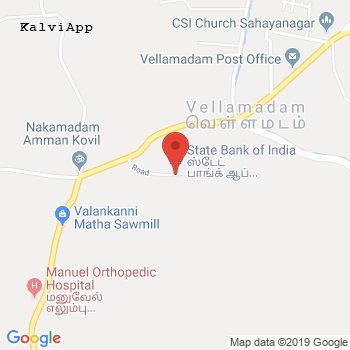 CSI Church Sahayanagar
KalviApp
Vellamadam Post Office
Vellamadam
வெள்ளமடம்
Nakamadam
Amman Kovil
State Bank of India
ஸ்டேட்
பாங்க் ஆப்...
Road
Valankanni
Matha Sawmill
Manuel Orthopedic
Hospital
மனுவேல்
எலும்பு...
Google
Map data ©2019 Google